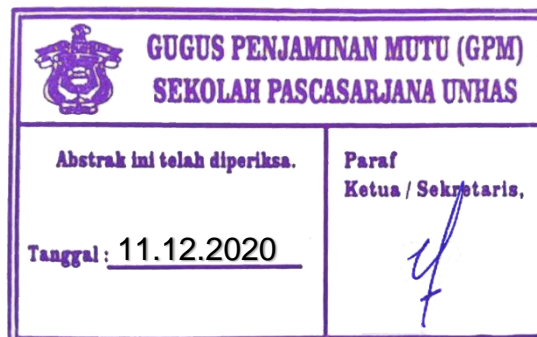 GUGUS PENJAMINAN MUTU (GPM)
SEKOLAH PASCASARJANA UNHAS
Abstrak ini telah diperiksa.
Tanggal : 11.12.2020
Paraf
Ketua / Sekretaris,